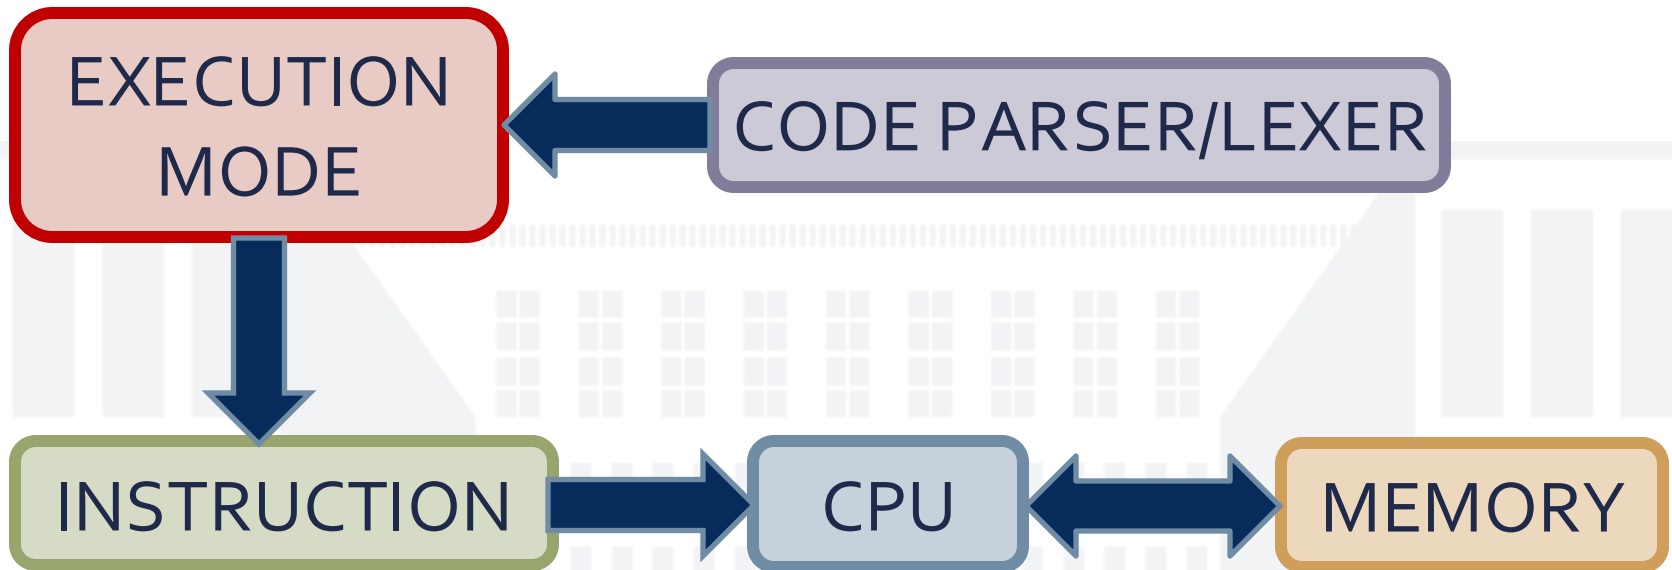 EXECUTION
MODE
CODE PARSER/LEXER
INSTRUCTION
CPU
MEMORY